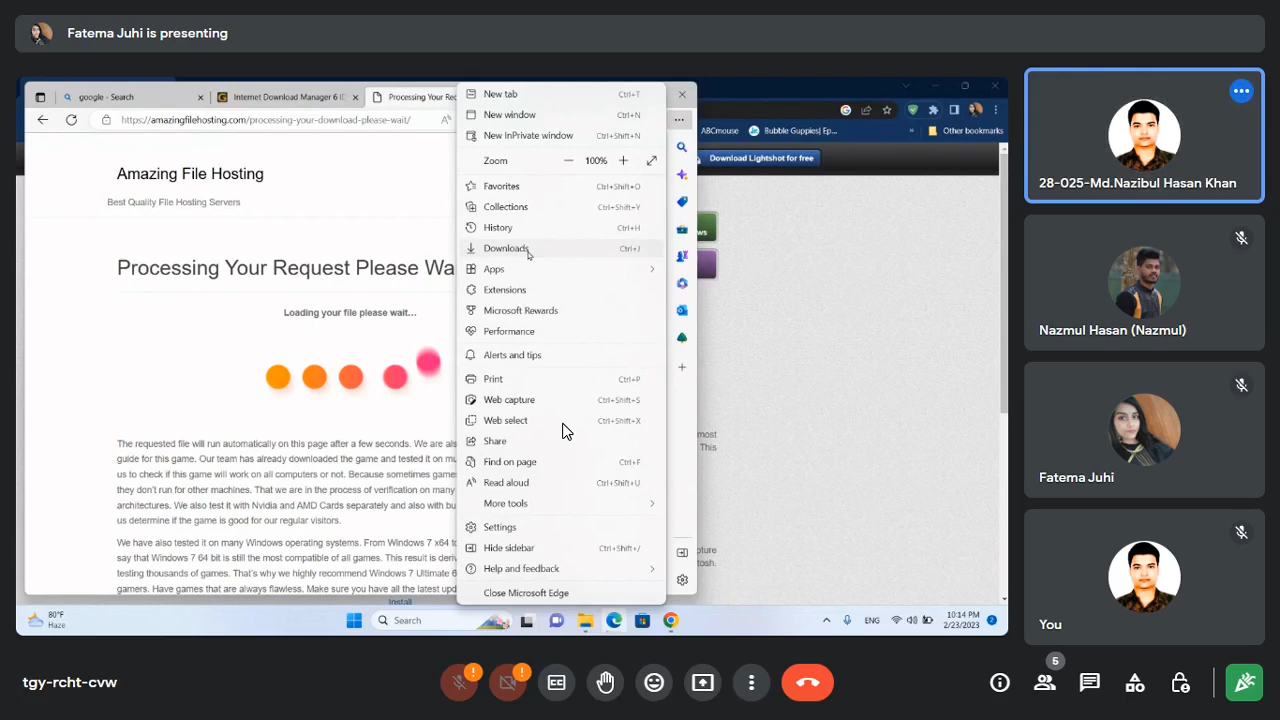 Fatema Juhi is presenting
google - Search
Internet Download Manager 6 ID
Processing Your Rec
https://amazingfilehosting.com/processing-your-download-please-wait/
Amazing File Hosting
Best Quality File Hosting Servers
Processing Your Request Please Wa
Loading your file please wait...
The requested file will run automatically on this page after a few seconds. We are als
guide for this game. Our team has already downloaded the game and tested it on mu
us to check if this game will work on all computers or not. Because sometimes game
they don't run for other machines. That we are in the process of verification on many
architectures. We also test it with Nvidia and AMD Cards separately and also with bu
us determine if the game is good for our regular visitors.
We have also tested it on many Windows operating systems. From Windows 7 x64 to
say that Windows 7 64 bit is still the most compatible of all games. This result is deriv
testing thousands of games. That's why we highly recommend Windows 7 Ultimate 6
games. Have games that are always flawless. Make sure you have all the latest upd
Install
New tab Ctrl+T
New window Ctrl+N
New InPrivate window Ctrl+Shift+N
Zoom — 100% +
Favorites Ctrl+Shift+O
Collections Ctrl+Shift+Y
History Ctrl+H
Downloads Ctrl+J
Apps
Extensions
Microsoft Rewards
Performance
Alerts and tips
Print Ctrl+P
Web capture Ctrl+Shift+S
Web select Ctrl+Shift+X
Share
Find on page Ctrl+F
Read aloud Ctrl+Shift+U
More tools
Settings
Hide sidebar Ctrl+Shift+/
Help and feedback
Close Microsoft Edge
ABCmouse
Bubble Guppies| Ep...
Other bookmarks
Download Lightshot for free
ws
most
This
pture
tosh.
80°F
Haze
Search
ENG
10:14 PM
2/23/2023
2
28-025-Md.Nazibul Hasan Khan
Nazmul Hasan (Nazmul)
Fatema Juhi
You
tgy-rcht-cvw
5